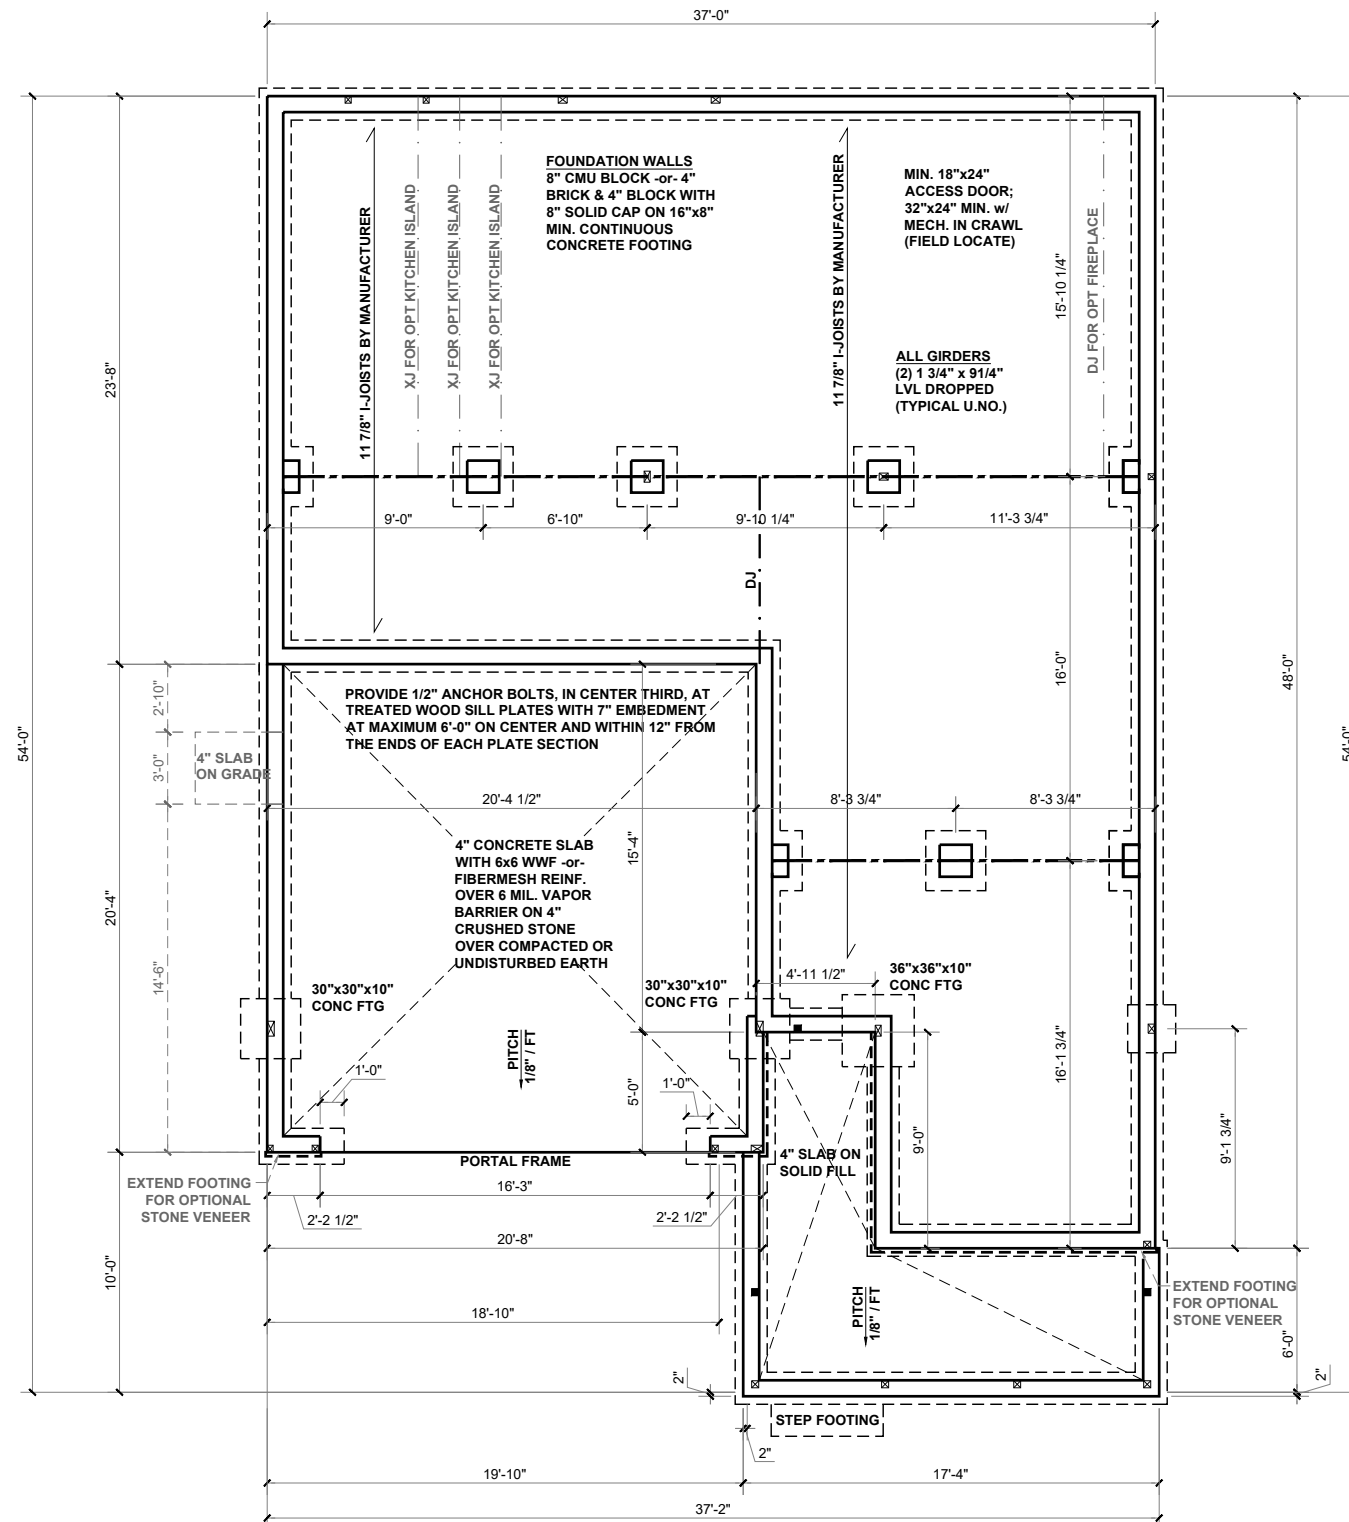 37'-0"
FOUNDATION WALLS
8" CMU BLOCK -or- 4"
BRICK & 4" BLOCK WITH
8" SOLID CAP ON 16"x8"
MIN. CONTINUOUS
CONCRETE FOOTING
MIN. 18"x24"
ACCESS DOOR;
32"x24" MIN. w/
MECH. IN CRAWL
(FIELD LOCATE)
11 7/8" I-JOISTS BY MANUFACTURER
XJ FOR OPT KITCHEN ISLAND
XJ FOR OPT KITCHEN ISLAND
XJ FOR OPT KITCHEN ISLAND
11 7/8" I-JOISTS BY MANUFACTURER
15'-10 1/4"
DJ FOR OPT FIREPLACE
ALL GIRDERS
(2) 1 3/4" x 91/4"
LVL DROPPED
(TYPICAL U.NO.)
23'-8"
9'-0"
6'-10"
9'-10 1/4"
11'-3 3/4"
DJ
54'-0"
2'-10"
3'-0"
4" SLAB
ON GRADE
PROVIDE 1/2" ANCHOR BOLTS, IN CENTER THIRD, AT
TREATED WOOD SILL PLATES WITH 7" EMBEDMENT
AT MAXIMUM 6'-0" ON CENTER AND WITHIN 12" FROM
THE ENDS OF EACH PLATE SECTION
16'-0"
48'-0"
54'-0"
20'-4 1/2"
8'-3 3/4"
8'-3 3/4"
15'-4"
4" CONCRETE SLAB
WITH 6x6 WWF -or-
FIBERMESH REINF.
OVER 6 MIL. VAPOR
BARRIER ON 4"
CRUSHED STONE
OVER COMPACTED OR
UNDISTURBED EARTH
20'-4"
14'-6"
30"x30"x10"
CONC FTG
30"x30"x10"
CONC FTG
4'-11 1/2"
36"x36"x10"
CONC FTG
PITCH
1/8" / FT
1'-0"
1'-0"
5'-0"
16'-1 3/4"
9'-0"
9'-1 3/4"
4" SLAB ON
SOLID FILL
PORTAL FRAME
EXTEND FOOTING
FOR OPTIONAL
STONE VENEER
16'-3"
2'-2 1/2"
2'-2 1/2"
20'-8"
10'-0"
18'-10"
PITCH
1/8" / FT
EXTEND FOOTING
FOR OPTIONAL
STONE VENEER
6'-0"
2"
2"
STEP FOOTING
2"
19'-10"
17'-4"
37'-2"